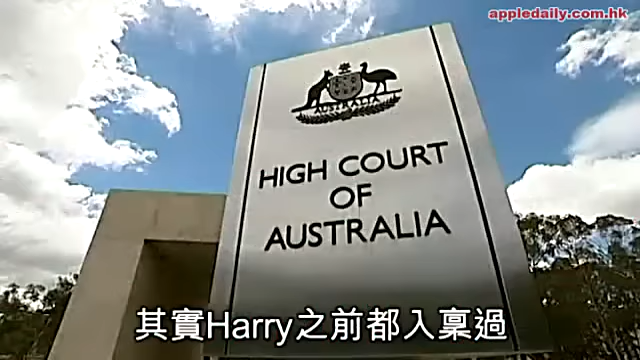 appledaily.com.hk
AUSTRALIA
HIGH COURT
OF
AUSTRALIA
其實Harry之前都入稟過